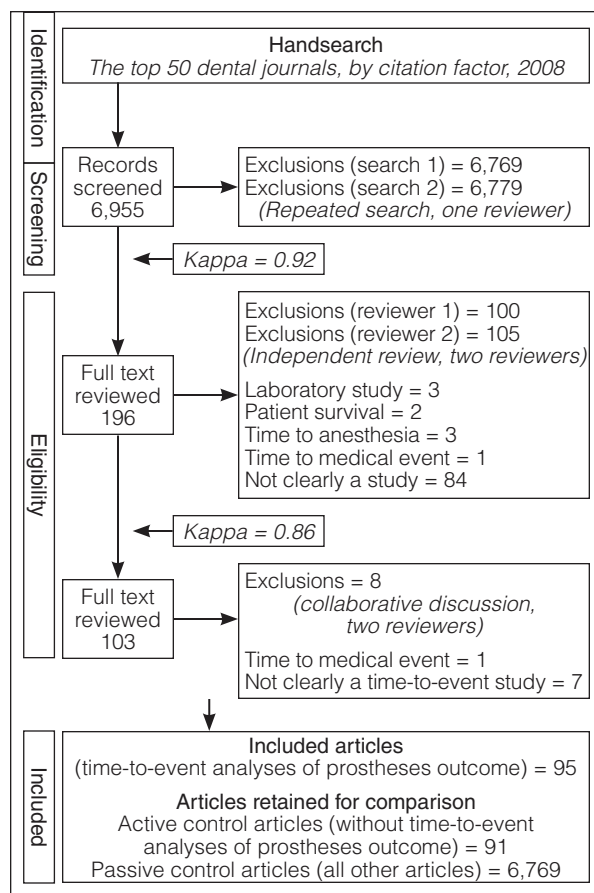 Identification
Handsearch
The top 50 dental journals, by citation factor, 2008
Screening
Records
screened
6,955
Exclusions (search 1) = 6,769
Exclusions (search 2) = 6,779
(Repeated search, one reviewer)
Kappa = 0.92
Eligibility
Full text
reviewed
196
Exclusions (reviewer 1) = 100
Exclusions (reviewer 2) = 105
(Independent review, two reviewers)
Laboratory study = 3
Patient survival = 2
Time to anesthesia = 3
Time to medical event = 1
Not clearly a study = 84
Kappa = 0.86
Full text
reviewed
103
Exclusions = 8
(collaborative discussion,
two reviewers)
Time to medical event = 1
Not clearly a time-to-event study = 7
Included
Included articles
(time-to-event analyses of prostheses outcome) = 95
Articles retained for comparison
Active control articles (without time-to-event
analyses of prostheses outcome) = 91
Passive control articles (all other articles) = 6,769